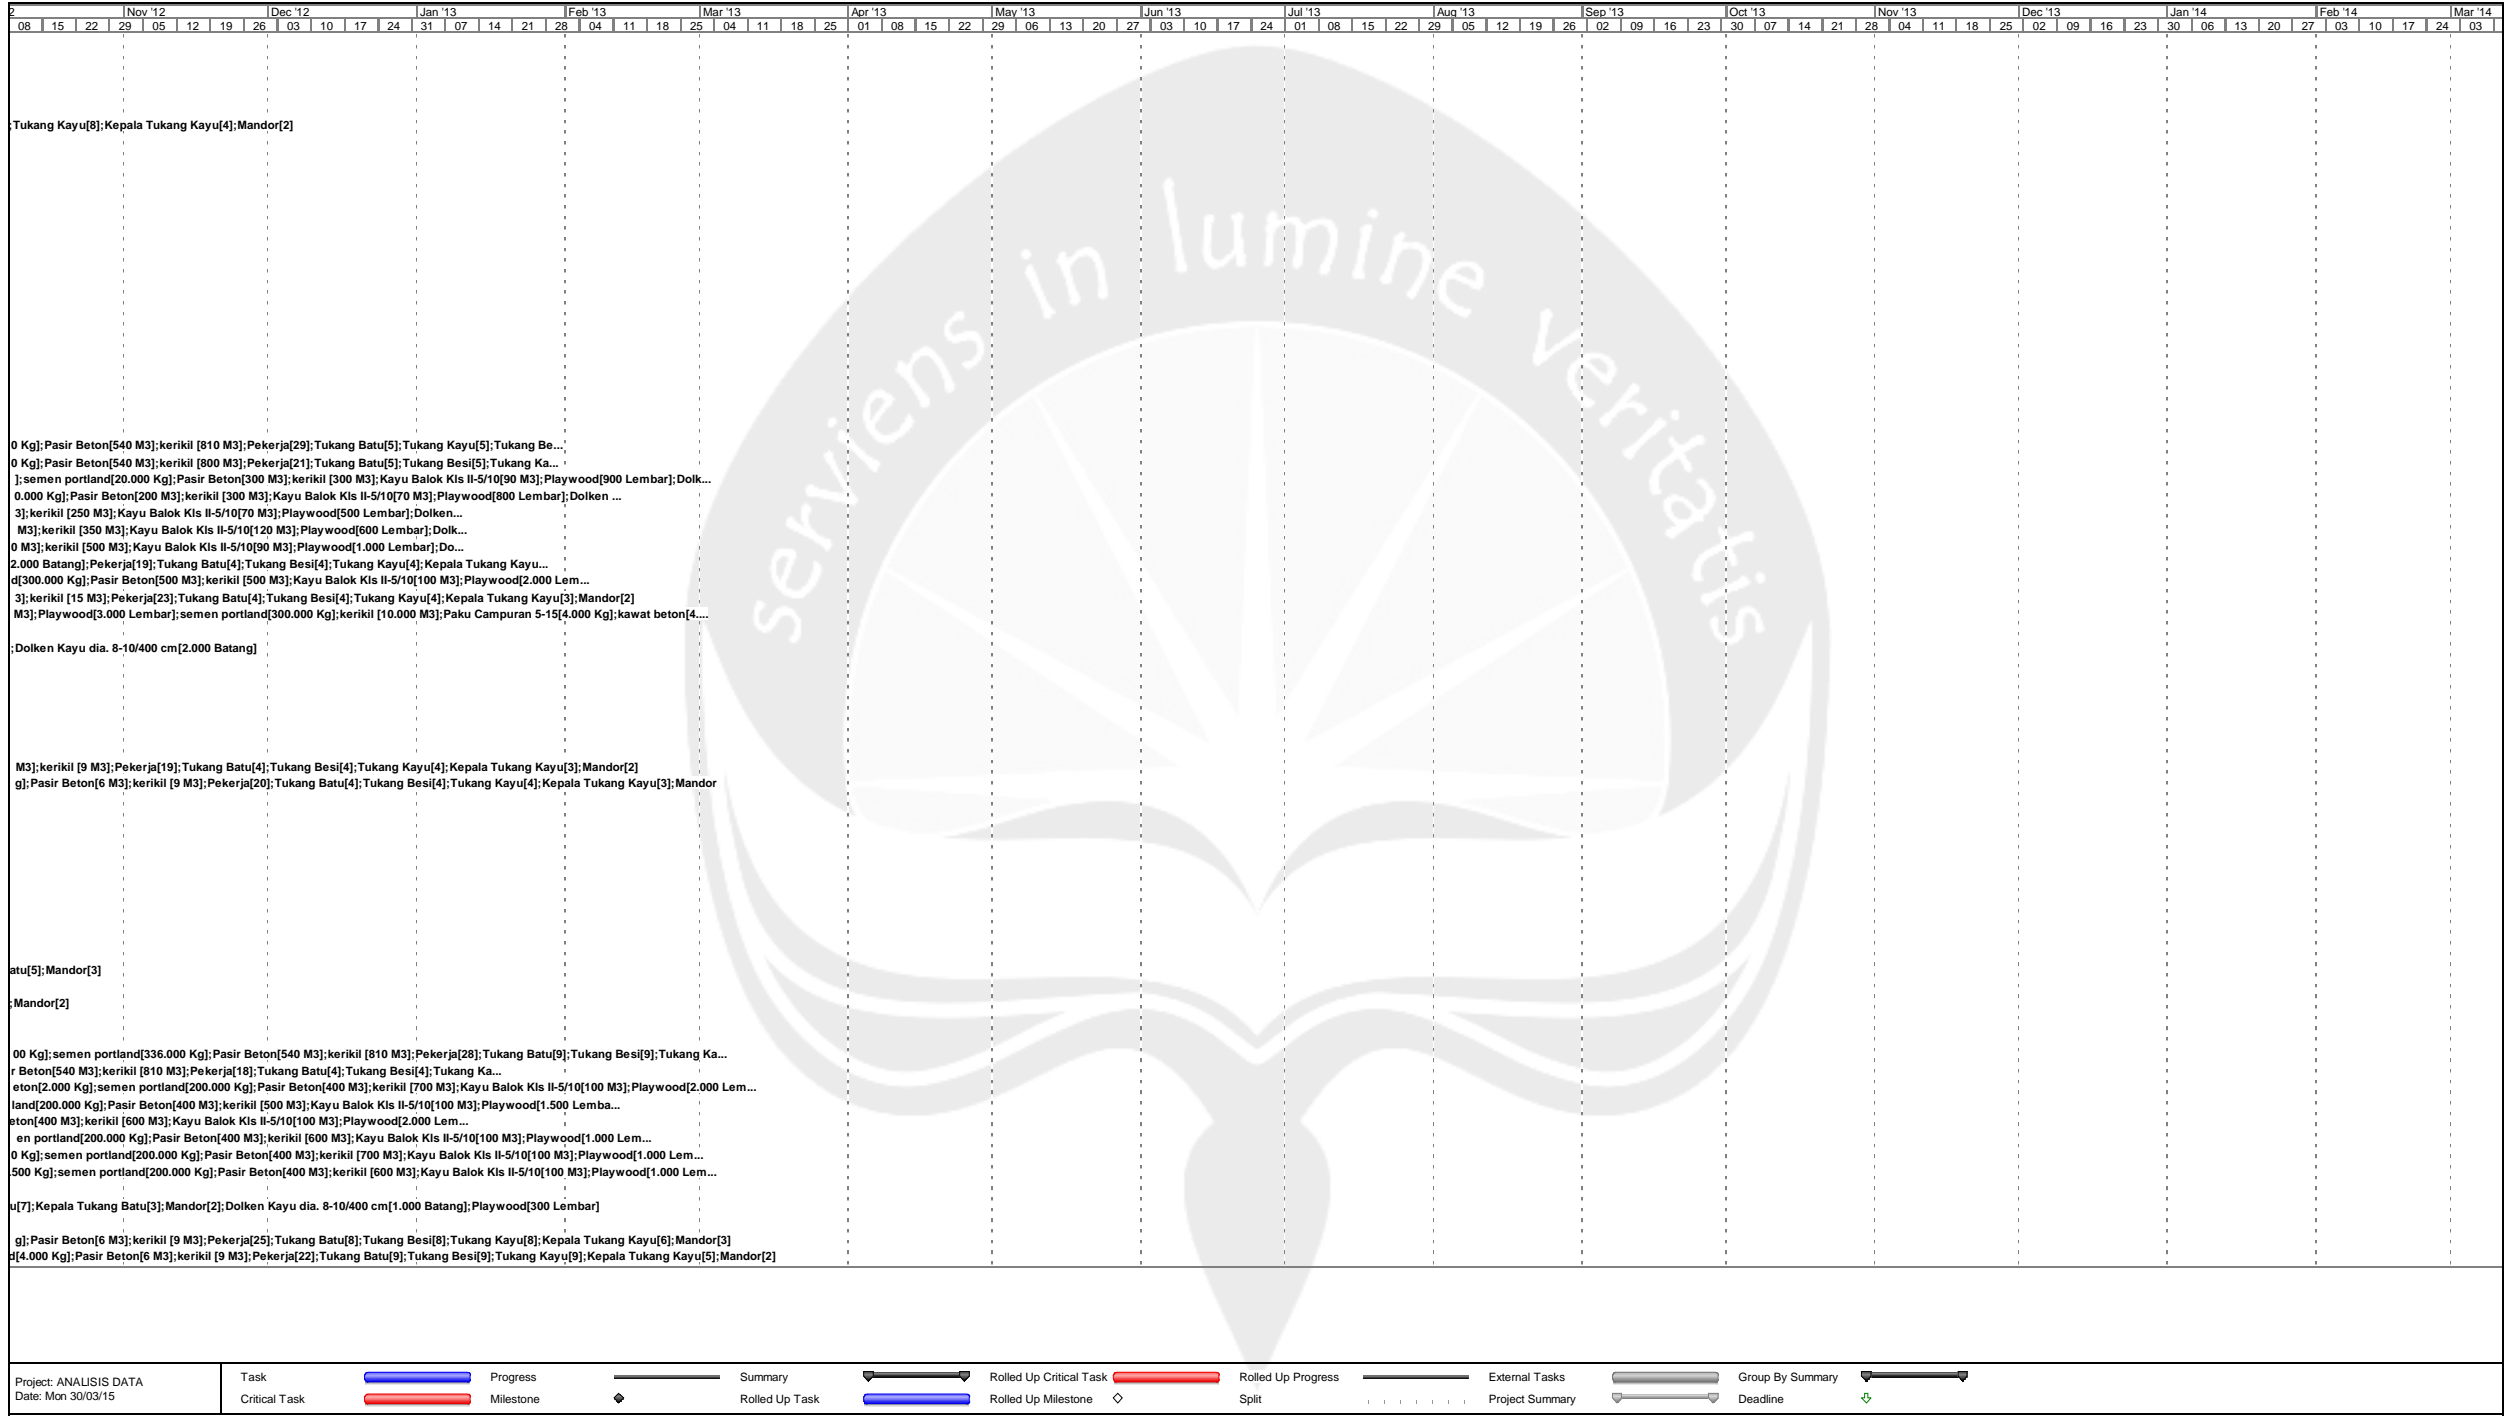 2 Nov '12 Dec '12 Jan '13 Feb '13 Mar '13 Apr '13 May '13 Jun '13 Jul '13 Aug '13 Sep '13 Oct '13 Nov '13 Dec '13 Jan '14 Feb '14 Mar '14
08 15 22 29 05 12 19 26 03 10 17 24 31 07 14 21 28 04 11 18 25 04 11 18 25 01 08 15 22 29 06 13 20 27 03 10 17 24 01 08 15 22 29 05 12 19 26 02 09 16 23 30 07 14 21 28 04 11 18 25 02 09 16 23 30 06 13 20 27 03 10 17 24 03
;Tukang Kayu[8];Kepala Tukang Kayu[4];Mandor[2]
serviens in lumine veritatis
0 Kg];Pasir Beton[540 M3];kerikil [810 M3];Pekerja[29];Tukang Batu[5];Tukang Kayu[5];Tukang Be...
0 Kg];Pasir Beton[540 M3];kerikil [800 M3];Pekerja[21];Tukang Batu[5];Tukang Besi[5];Tukang Ka...
];semen portland[20.000 Kg];Pasir Beton[300 M3];kerikil [300 M3];Kayu Balok Kls II-5/10[90 M3];Playwood[900 Lembar];Dolk...
0.000 Kg];Pasir Beton[200 M3];kerikil [300 M3];Kayu Balok Kls II-5/10[70 M3];Playwood[800 Lembar];Dolken ...
3];kerikil [250 M3];Kayu Balok Kls II-5/10[70 M3];Playwood[500 Lembar];Dolken...
M3];kerikil [350 M3];Kayu Balok Kls II-5/10[120 M3];Playwood[600 Lembar];Dolk...
0 M3];kerikil [500 M3];Kayu Balok Kls II-5/10[90 M3];Playwood[1.000 Lembar];Do...
2.000 Batang];Pekerja[19];Tukang Batu[4];Tukang Besi[4];Tukang Kayu[4];Kepala Tukang Kayu...
d[300.000 Kg];Pasir Beton[500 M3];kerikil [500 M3];Kayu Balok Kls II-5/10[100 M3];Playwood[2.000 Lem...
3];kerikil [15 M3];Pekerja[23];Tukang Batu[4];Tukang Besi[4];Tukang Kayu[4];Kepala Tukang Kayu[3];Mandor[2]
M3];Playwood[3.000 Lembar];semen portland[300.000 Kg];kerikil [10.000 M3];Paku Campuran 5-15[4.000 Kg];kawat beton[4....
;Dolken Kayu dia. 8-10/400 cm[2.000 Batang]
M3];kerikil [9 M3];Pekerja[19];Tukang Batu[4];Tukang Besi[4];Tukang Kayu[4];Kepala Tukang Kayu[3];Mandor[2]
g];Pasir Beton[6 M3];kerikil [9 M3];Pekerja[20];Tukang Batu[4];Tukang Besi[4];Tukang Kayu[4];Kepala Tukang Kayu[3];Mandor
atu[5];Mandor[3]
;Mandor[2]
00 Kg];semen portland[336.000 Kg];Pasir Beton[540 M3];kerikil [810 M3];Pekerja[28];Tukang Batu[9];Tukang Besi[9];Tukang Ka...
r Beton[540 M3];kerikil [810 M3];Pekerja[18];Tukang Batu[4];Tukang Besi[4];Tukang Ka...
eton[2.000 Kg];semen portland[200.000 Kg];Pasir Beton[400 M3];kerikil [700 M3];Kayu Balok Kls II-5/10[100 M3];Playwood[2.000 Lem...
land[200.000 Kg];Pasir Beton[400 M3];kerikil [500 M3];Kayu Balok Kls II-5/10[100 M3];Playwood[1.500 Lemba...
eton[400 M3];kerikil [600 M3];Kayu Balok Kls II-5/10[100 M3];Playwood[2.000 Lem...
en portland[200.000 Kg];Pasir Beton[400 M3];kerikil [600 M3];Kayu Balok Kls II-5/10[100 M3];Playwood[1.000 Lem...
0 Kg];semen portland[200.000 Kg];Pasir Beton[400 M3];kerikil [700 M3];Kayu Balok Kls II-5/10[100 M3];Playwood[1.000 Lem...
.500 Kg];semen portland[200.000 Kg];Pasir Beton[400 M3];kerikil [600 M3];Kayu Balok Kls II-5/10[100 M3];Playwood[1.000 Lem...
u[7];Kepala Tukang Batu[3];Mandor[2];Dolken Kayu dia. 8-10/400 cm[1.000 Batang];Playwood[300 Lembar]
g];Pasir Beton[6 M3];kerikil [9 M3];Pekerja[25];Tukang Batu[8];Tukang Besi[8];Tukang Kayu[8];Kepala Tukang Kayu[6];Mandor[3]
d[4.000 Kg];Pasir Beton[6 M3];kerikil [9 M3];Pekerja[22];Tukang Batu[9];Tukang Besi[9];Tukang Kayu[9];Kepala Tukang Kayu[5];Mandor[2]
Project: ANALISIS DATA
Date: Mon 30/03/15
Task Progress Summary Rolled Up Critical Task Rolled Up Progress External Tasks Group By Summary
Critical Task Milestone Rolled Up Task Rolled Up Milestone Split Project Summary Deadline